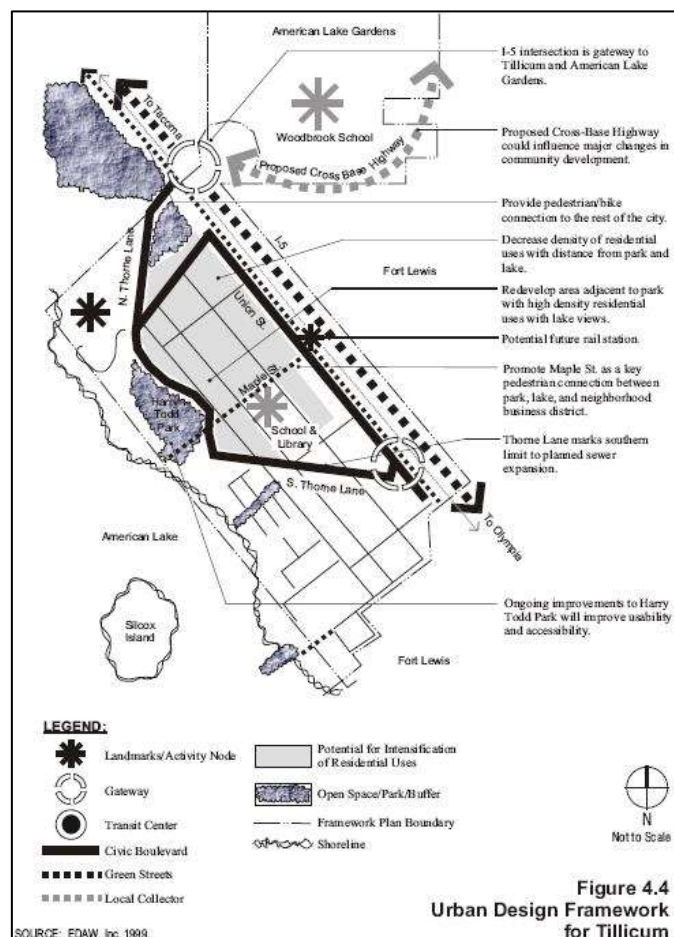 American Lake Gardens
I-5 intersection is gateway to
Tillicum and American Lake
Gardens.
To Tacoma
Woodbrook School
Proposed Cross Base Highway
Proposed Cross-Base Highway
could influence major changes in
community development.
Provide pedestrian/bike
connection to the rest of the city.
I-5
N. Thorne Lane
Decrease density of residential
uses with distance from park and
lake.
Fort Lewis
Union St.
Redevelop area adjacent to park
with high density residential
uses with lake views.
Potential future rail station.
Maple St.
Promote Maple St. as a key
pedestrian connection between
park, lake, and neighborhood
business district.
Harry
Todd
Park
School &
Library
Thorne Lane marks southern
limit to planned sewer
expansion.
S. Thorne Lane
To Olympia
American Lake
Silcox
Island
Ongoing improvements to Harry
Todd Park will improve usability
and accessibility.
Fort Lewis
LEGEND:
Landmarks/Activity Node
Gateway
Transit Center
Civic Boulevard
Green Streets
Local Collector
Potential for Intensification
of Residential Uses
Open Space/Park/Buffer
Framework Plan Boundary
Shoreline
N
Not to Scale
Figure 4.4
Urban Design Framework
for Tillicum
SOURCE: EDAW, Inc. 1999